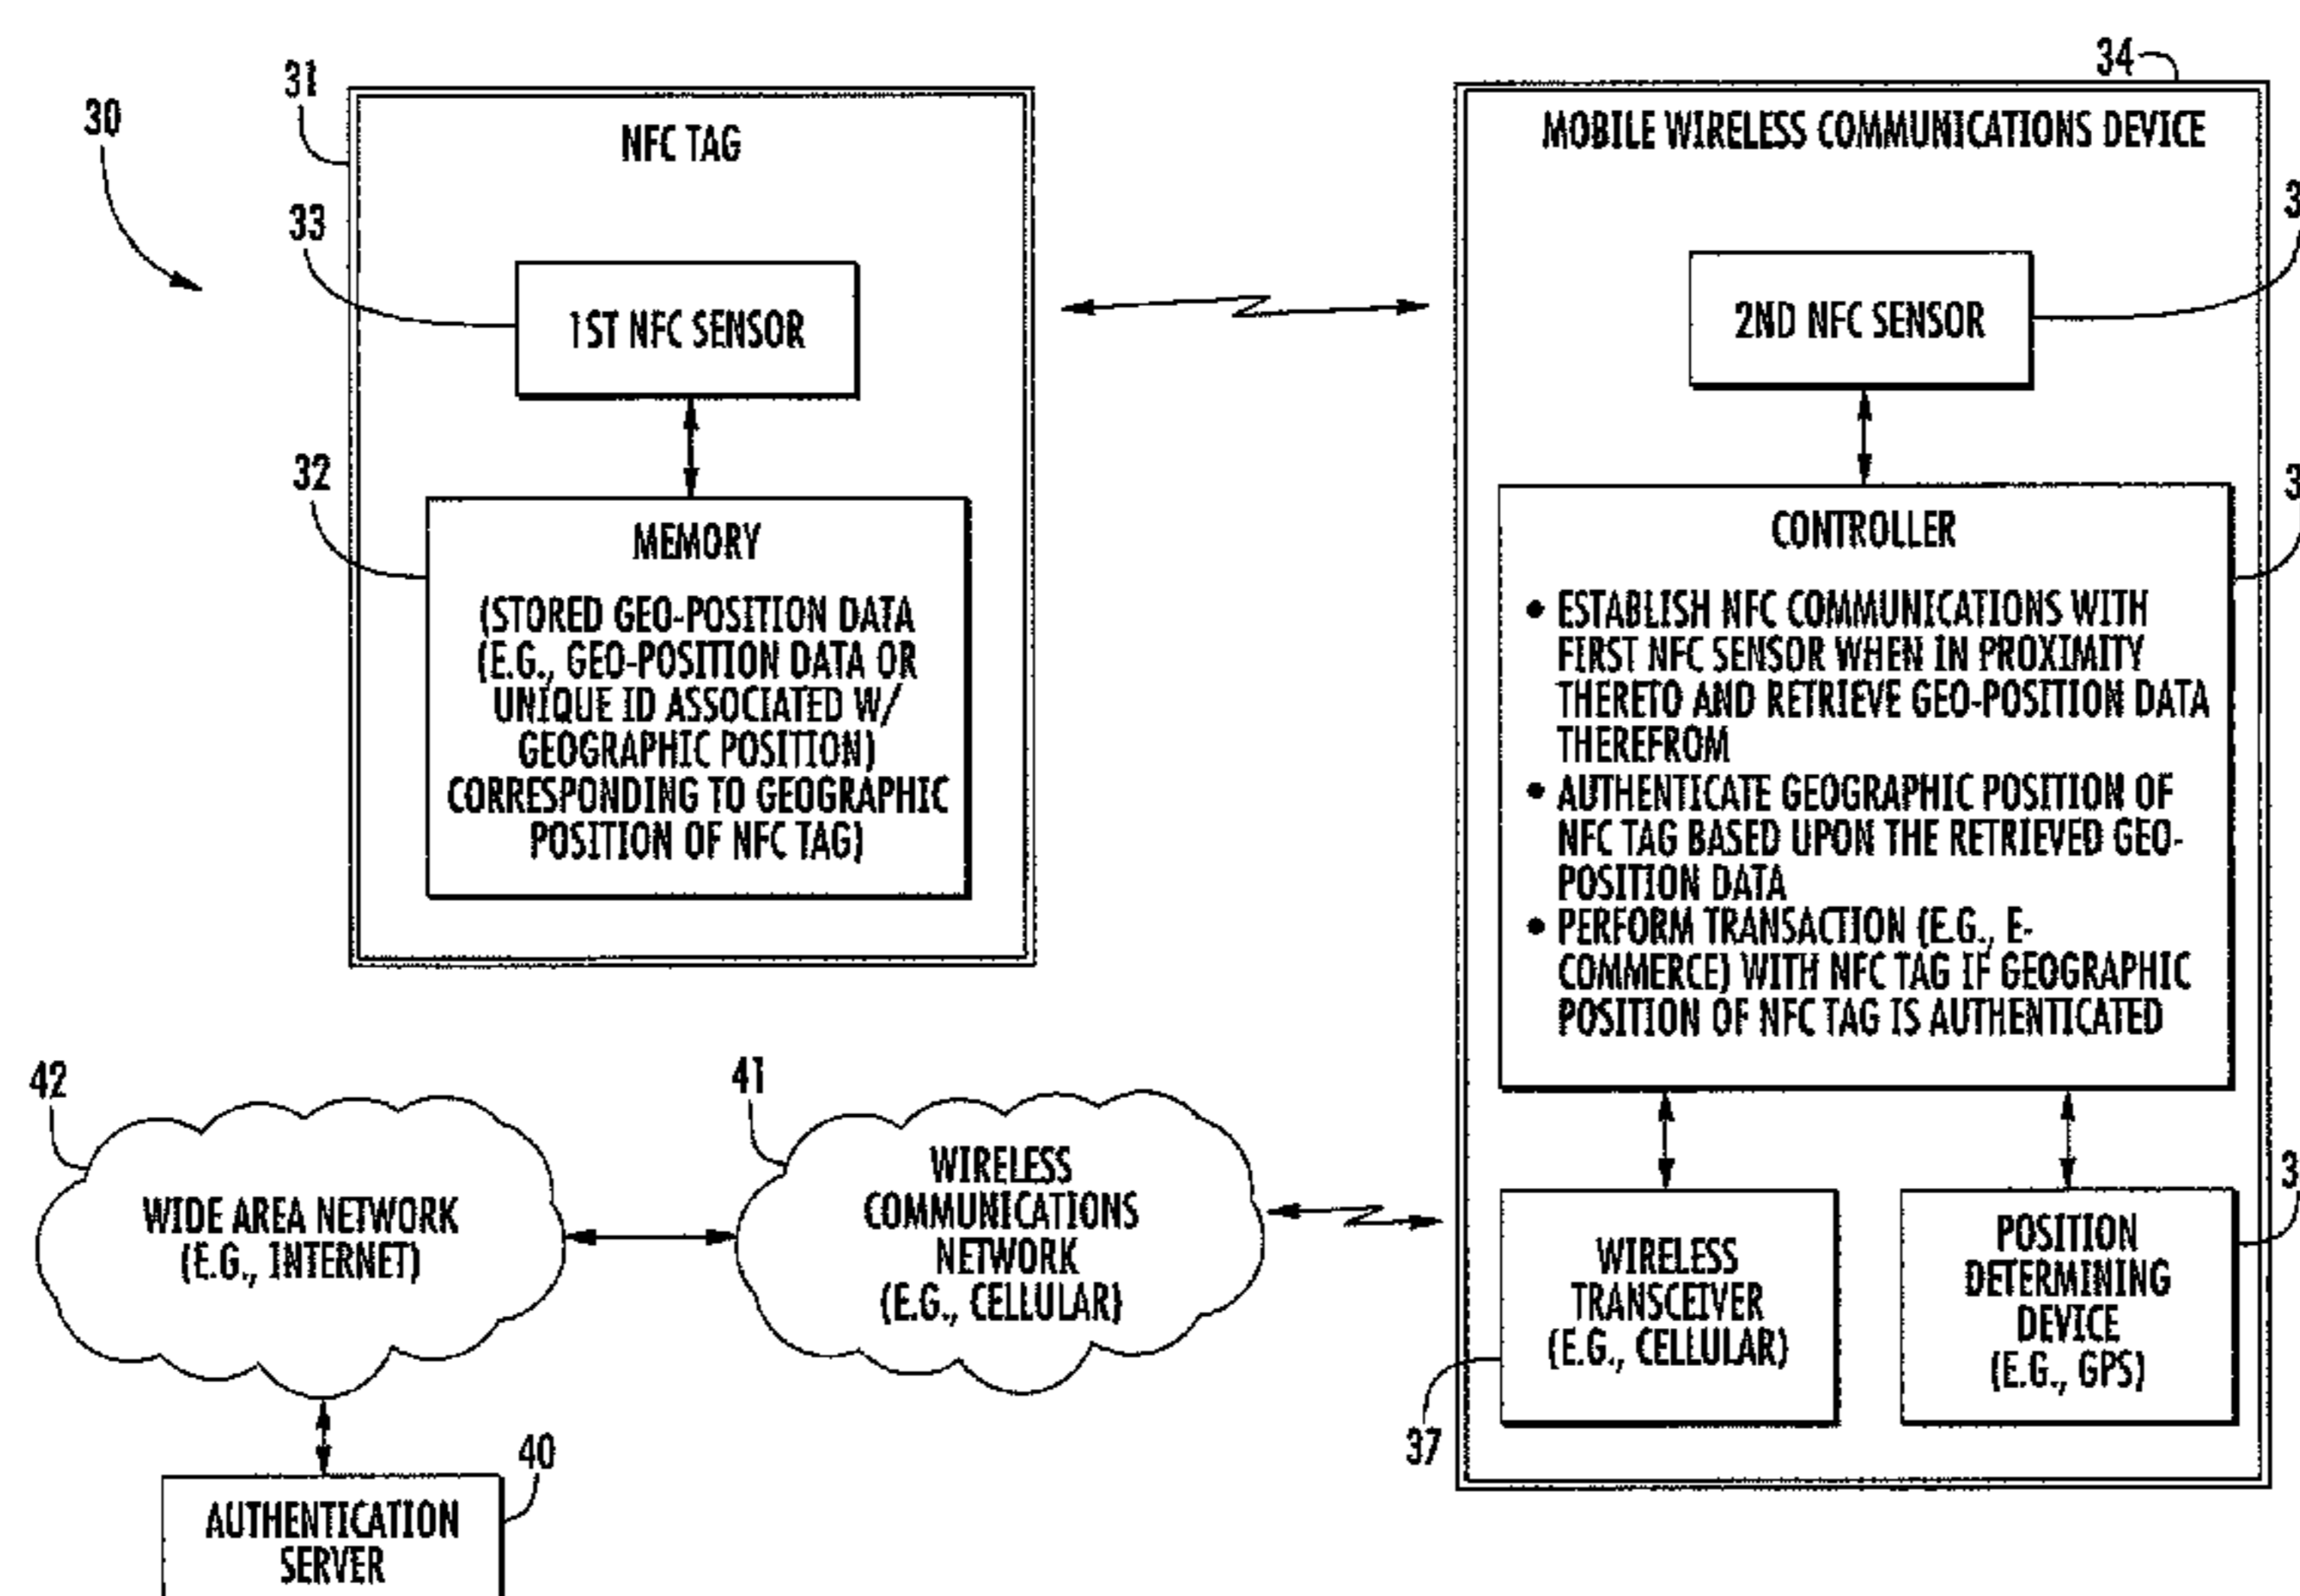 30
31
NFC TAG
33
1ST NFC SENSOR
32
MEMORY
(STORED GEO-POSITION DATA
(E.G., GEO-POSITION DATA OR
UNIQUE ID ASSOCIATED W/
GEOGRAPHIC POSITION)
CORRESPONDING TO GEOGRAPHIC
POSITION OF NFC TAG)
34
MOBILE WIRELESS COMMUNICATIONS DEVICE
3
2ND NFC SENSOR
3
CONTROLLER
• ESTABLISH NFC COMMUNICATIONS WITH
FIRST NFC SENSOR WHEN IN PROXIMITY
THERETO AND RETRIEVE GEO-POSITION DATA
THEREFROM
• AUTHENTICATE GEOGRAPHIC POSITION OF
NFC TAG BASED UPON THE RETRIEVED GEO-
POSITION DATA
• PERFORM TRANSACTION (E.G., E-
COMMERCE) WITH NFC TAG IF GEOGRAPHIC
POSITION OF NFC TAG IS AUTHENTICATED
37
WIRELESS
TRANSCEIVER
(E.G., CELLULAR)
3
POSITION
DETERMINING
DEVICE
(E.G., GPS)
42
WIDE AREA NETWORK
(E.G., INTERNET)
41
WIRELESS
COMMUNICATIONS
NETWORK
(E.G., CELLULAR)
40
AUTHENTICATION
SERVER